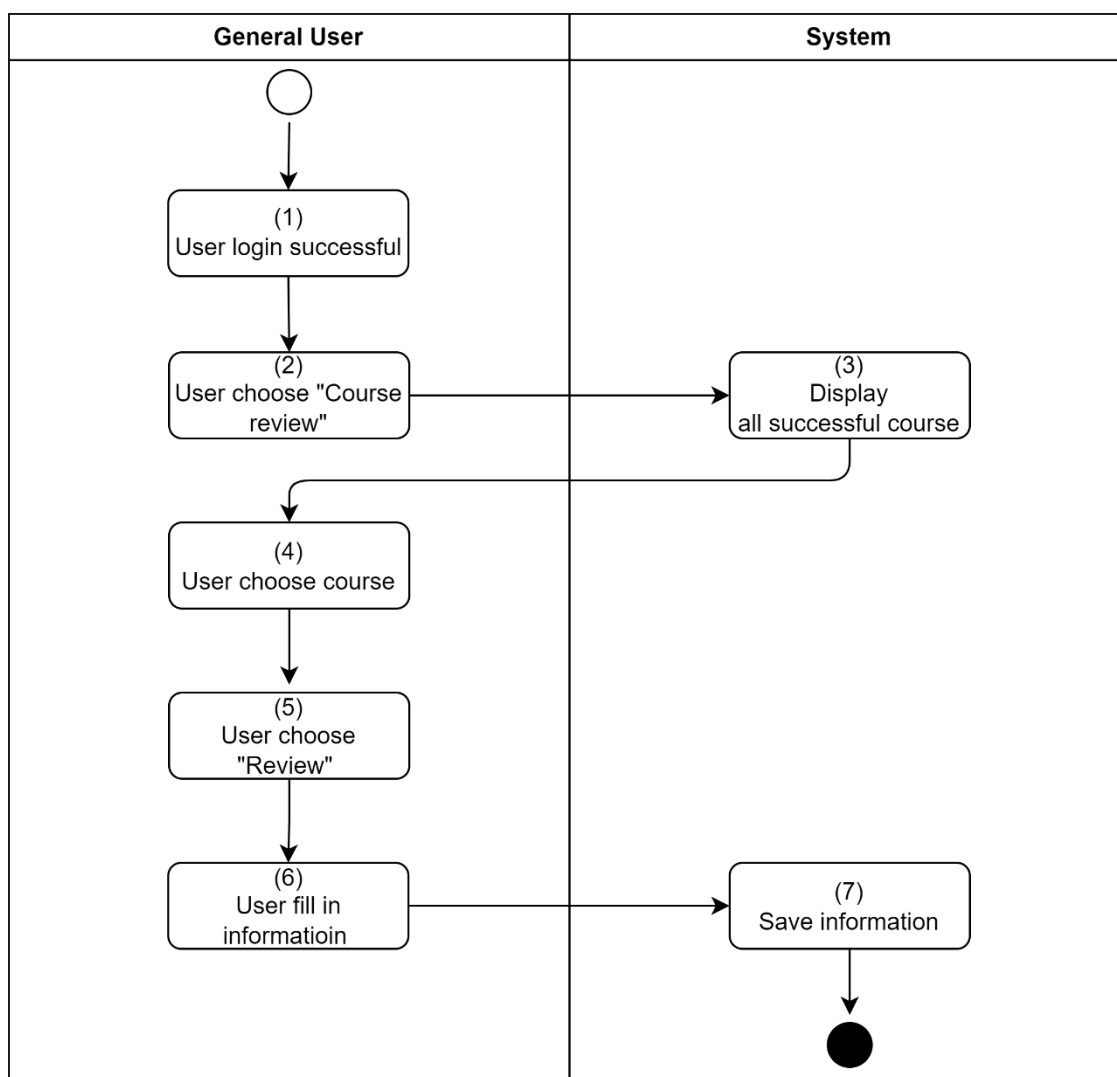 General User
System
(1)
User login successful
(2)
User choose "Course
review"
(3)
Display
all successful course
(4)
User choose course
(5)
User choose
"Review"
(6)
User fill in
informatioin
(7)
Save information